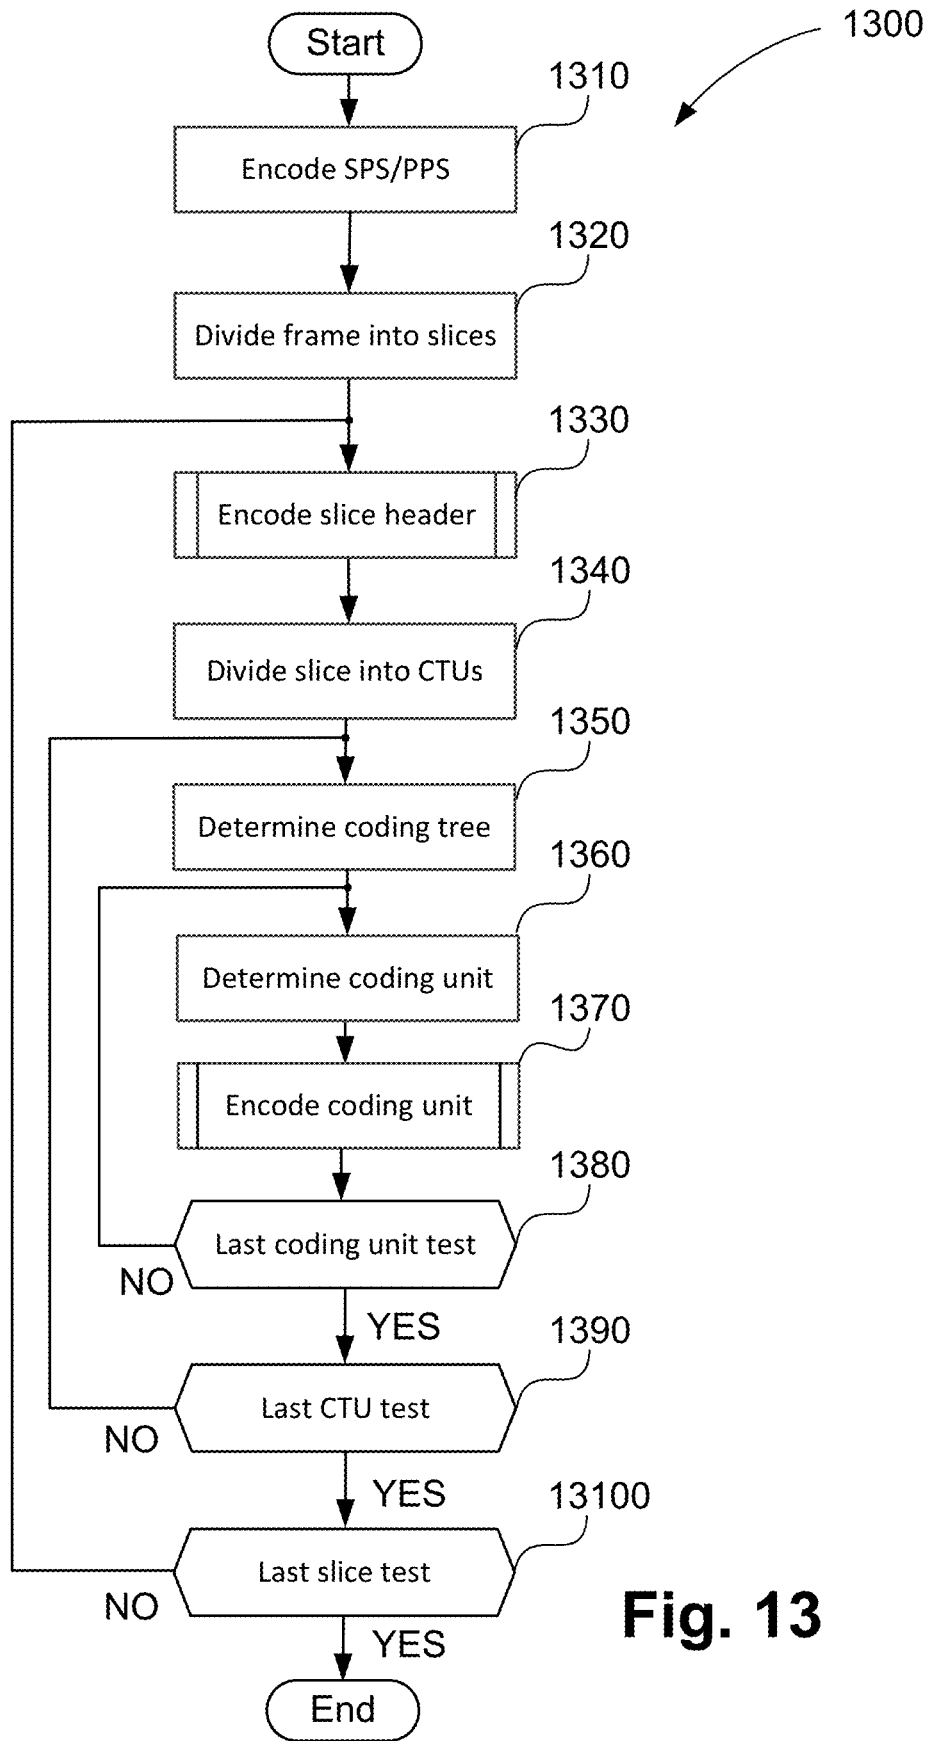 Start
1300
1310
Encode SPS/PPS
1320
Divide frame into slices
1330
Encode slice header
1340
Divide slice into CTUs
1350
Determine coding tree
1360
Determine coding unit
1370
Encode coding unit
1380
Last coding unit test
NO
YES
1390
Last CTU test
NO
YES
13100
Last slice test
NO
YES
Fig. 13
End